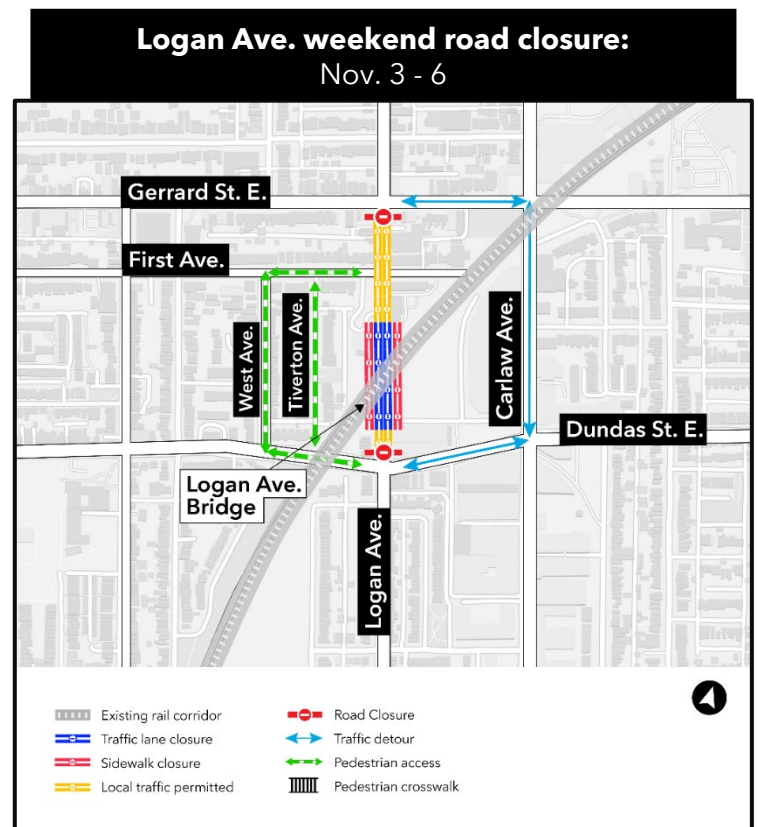 Logan Ave. weekend road closure:
Nov. 3 - 6
Gerrard St. E.
First Ave.
West Ave.
Tiverton Ave.
Carlaw Ave.
Dundas St. E.
Logan Ave.
Bridge
Logan Ave.
Existing rail corridor
Traffic lane closure
Sidewalk closure
Local traffic permitted
Road Closure
Traffic detour
Pedestrian access
Pedestrian crosswalk